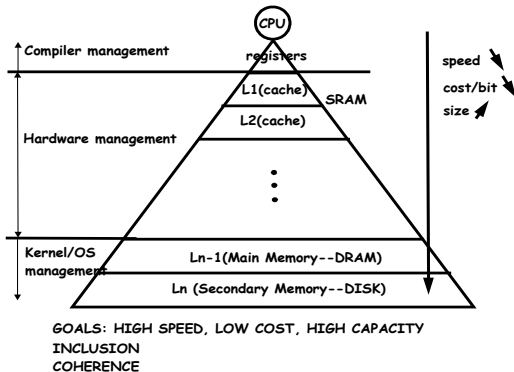 CPU
Compiler management
registers
speed
L1(cache)
cost/bit
SRAM
size
L2(cache)
Hardware management
Kernel/OS
management
Ln-1(Main Memory--DRAM)
Ln (Secondary Memory--DISK)
GOALS: HIGH SPEED, LOW COST, HIGH CAPACITY
INCLUSION
COHERENCE